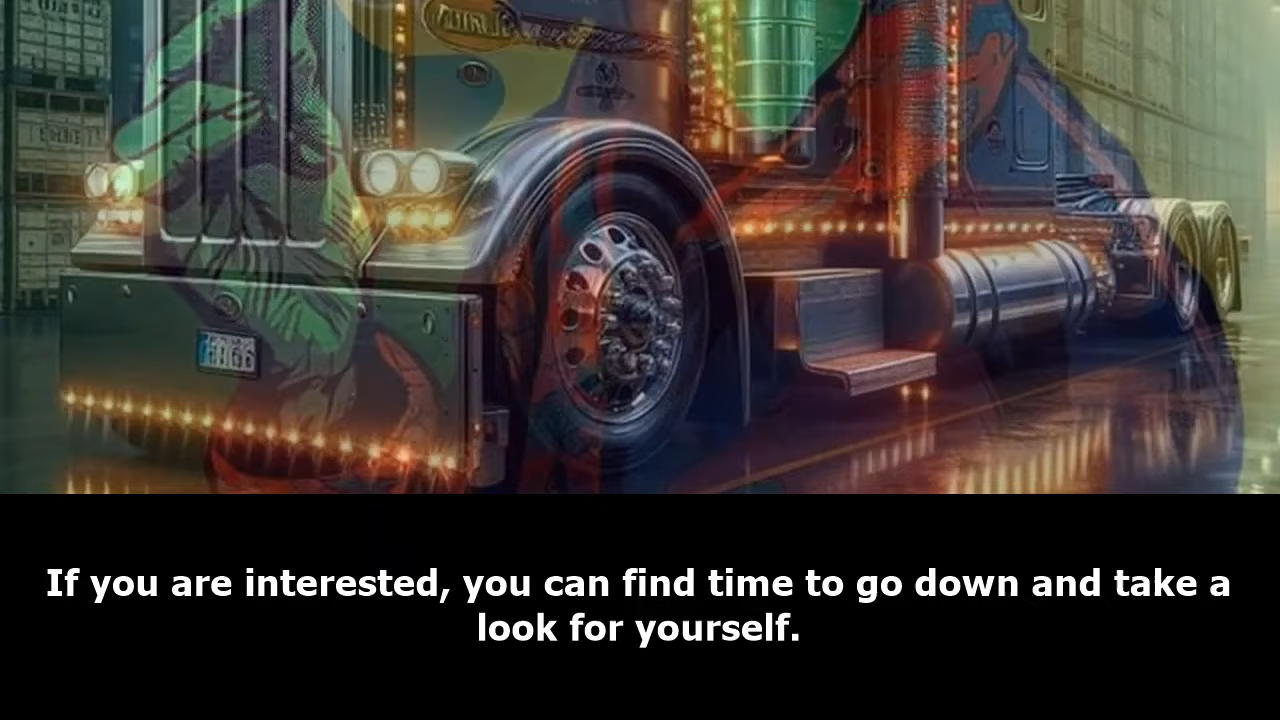 If you are interested, you can find time to go down and take a
look for yourself.